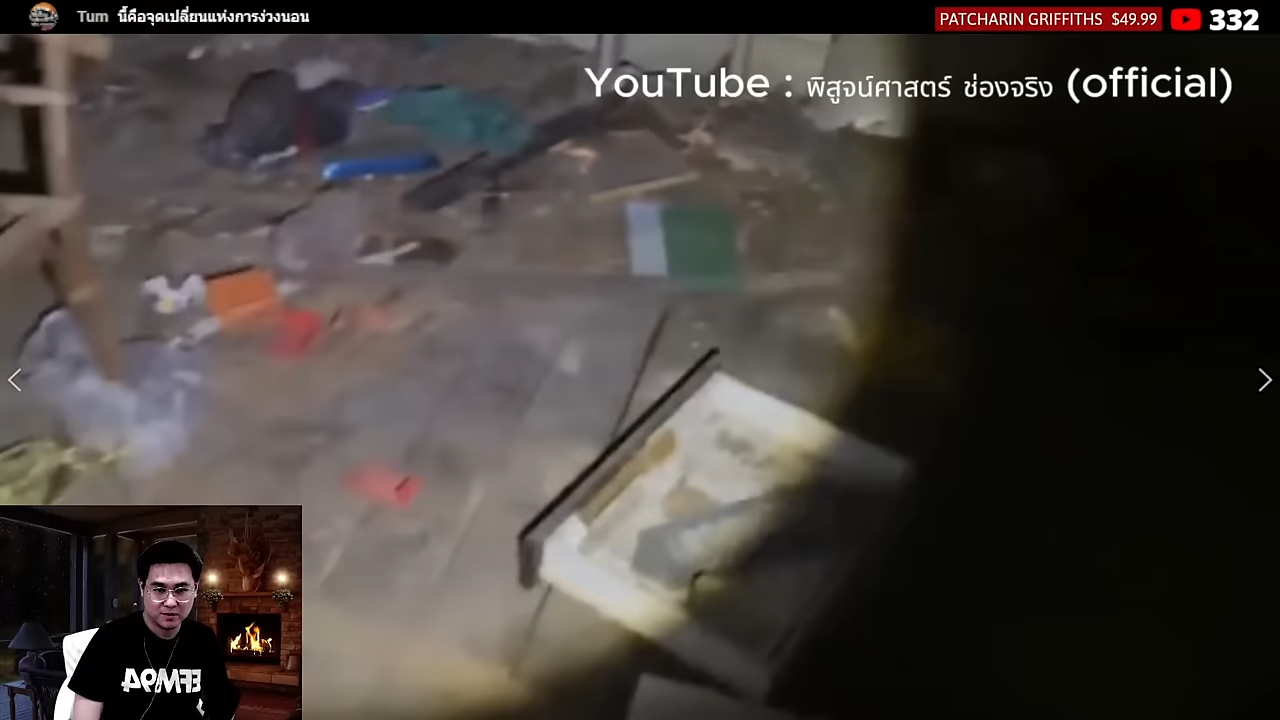 Tum นี้คือจุดเปลี่ยนแห่งการง่วงนอน
PATCHARIN GRIFFITHS $49.99
332
YouTube : พิสูจน์ศาสตร์ ช่องจริง (official)
EFM94